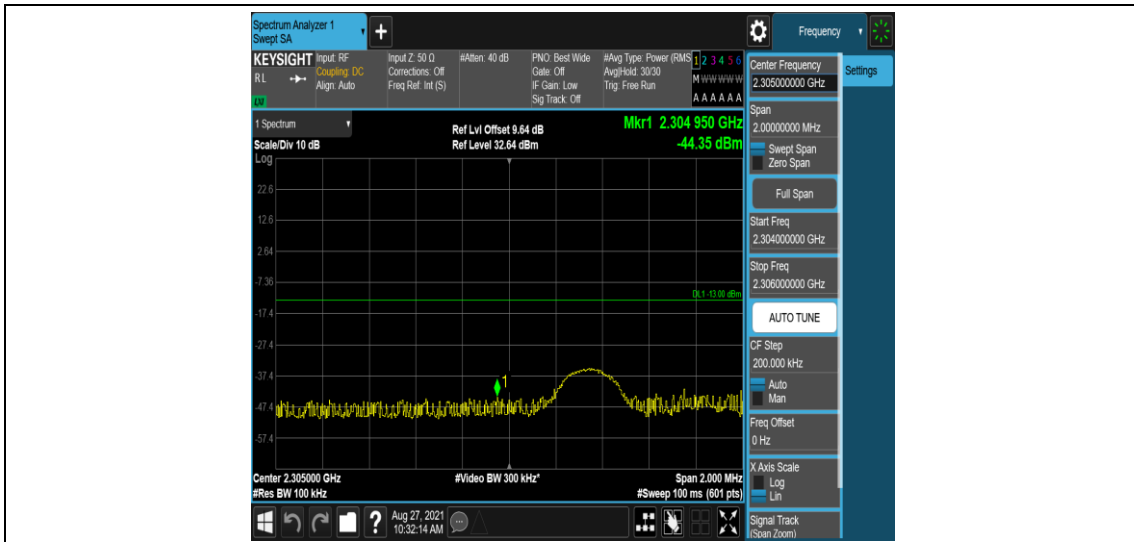 Spectrum Analyzer 1
Swept SA
+
Frequency
KEYSIGHT
RL
LXI
Input: RF
Coupling: DC
Align: Auto
Input Z: 50 Ω
Corrections: Off
Freq Ref: Int (S)
#Atten: 40 dB
PNO: Best Wide
Gate: Off
IF Gain: Low
Sig Track: Off
#Avg Type: Power (RMS
Avg|Hold: 30/30
Trig: Free Run
1 2 3 4 5 6
M W W W W W
A A A A A A
1 Spectrum
Scale/Div 10 dB
Ref Lvl Offset 9.64 dB
Ref Level 32.64 dBm
Mkr1 2.304 950 GHz
-44.35 dBm
Log
22.6
12.6
2.64
-7.36
-17.4
-27.4
-37.4
-47.4
-57.4
DL1 -13.00 dBm
1
Center 2.305000 GHz
#Res BW 100 kHz
#Video BW 300 kHz*
Span 2.000 MHz
#Sweep 100 ms (601 pts)
?
Aug 27, 2021
10:32:14 AM
Center Frequency
2.305000000 GHz
Settings
Span
2.00000000 MHz
Swept Span
Zero Span
Full Span
Start Freq
2.304000000 GHz
Stop Freq
2.306000000 GHz
AUTO TUNE
CF Step
200.000 kHz
Auto
Man
Freq Offset
0 Hz
X Axis Scale
Log
Lin
Signal Track
(Span Zoom)